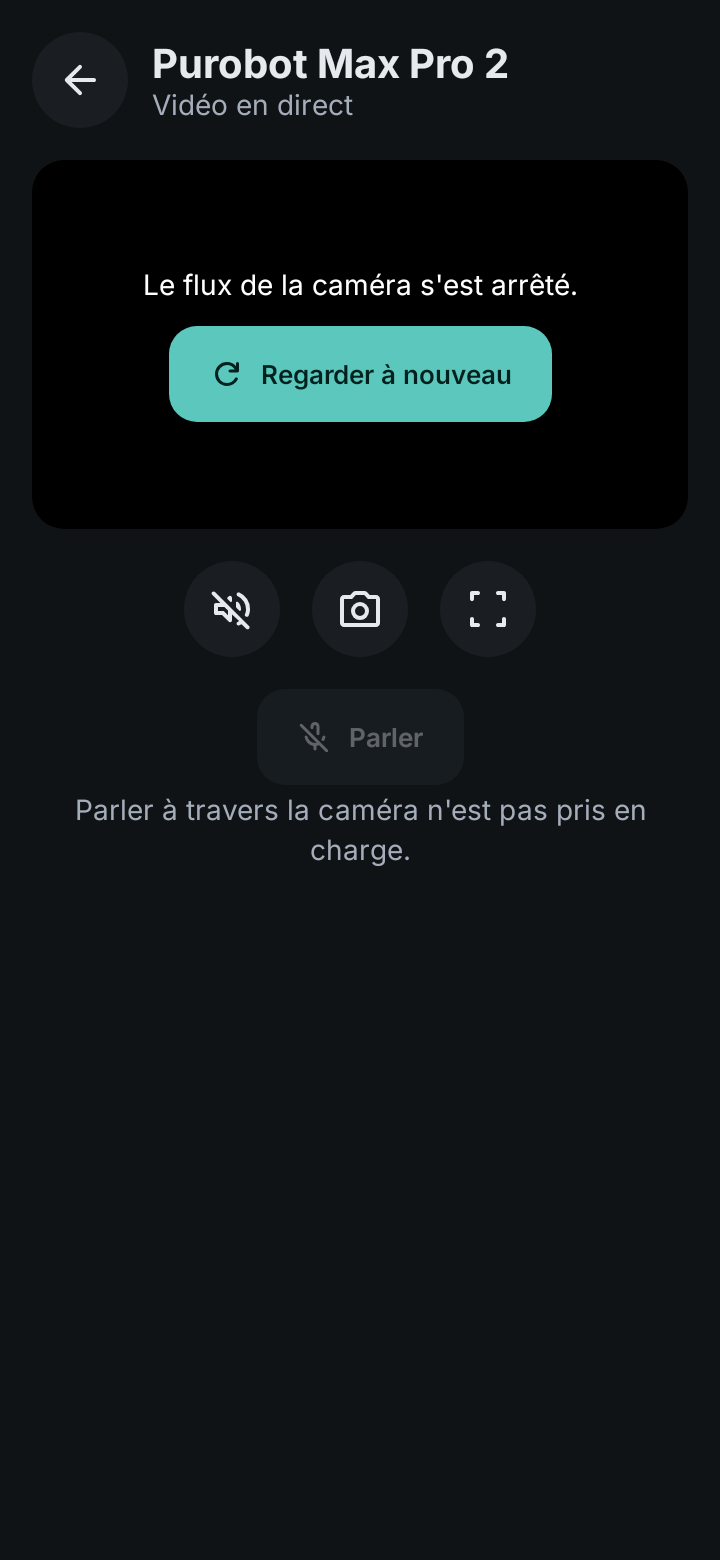 Purobot Max Pro 2
Vidéo en direct
Le flux de la caméra s'est arrêté.
Regarder à nouveau
Parler
Parler à travers la caméra n'est pas pris en
charge.